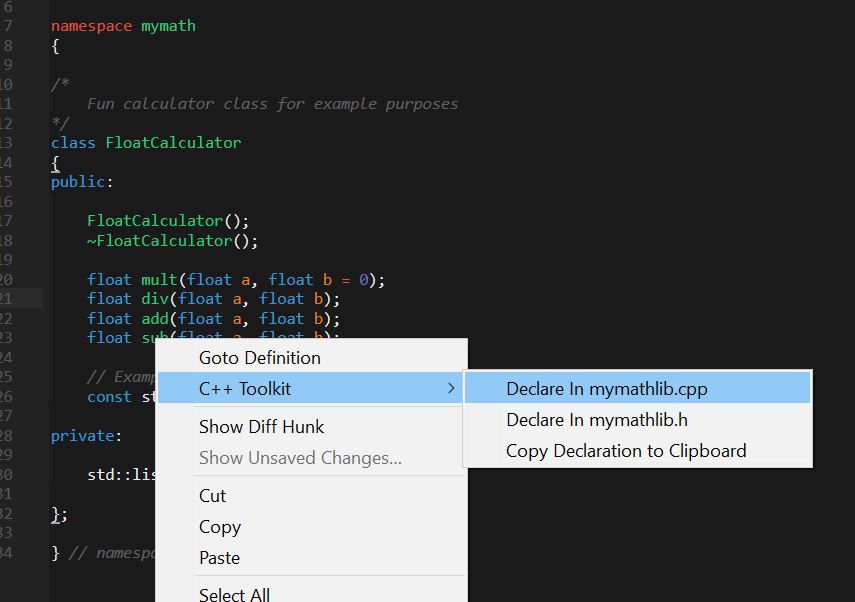 6
7 namespace mymath
8 {
9
10 /*
11 Fun calculator class for example purposes
12 */
13 class FloatCalculator
14 {
15 public:
16
17 FloatCalculator();
18 ~FloatCalculator();
19
20 float mult(float a, float b = 0);
21 float div(float a, float b);
22 float add(float a, float b);
23 float sub(float a, float b);
24
25 // Examp
26 const st
27
28 private:
29
30 std::lis
31
32 };
33
34 } // namespa
Goto Definition
C++ Toolkit
Show Diff Hunk
Show Unsaved Changes...
Cut
Copy
Paste
Select All
Declare In mymathlib.cpp
Declare In mymathlib.h
Copy Declaration to Clipboard